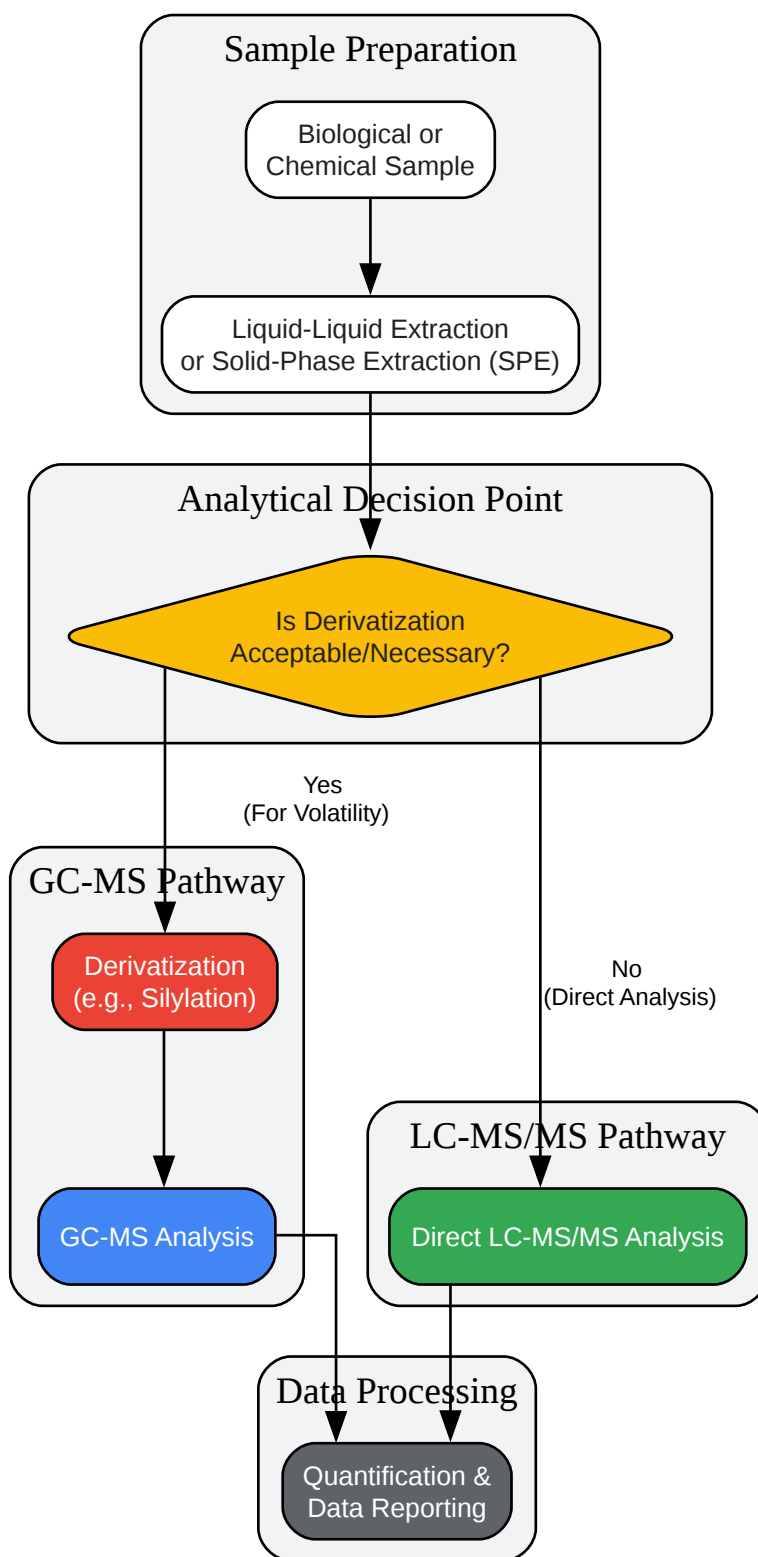 Sample Preparation
Biological or
Chemical Sample
Liquid-Liquid Extraction
or Solid-Phase Extraction (SPE)
Analytical Decision Point
Is Derivatization
Acceptable/Necessary?
Yes
(For Volatility)
GC-MS Pathway
Derivatization
(e.g., Silylation)
No
(Direct Analysis)
LC-MS/MS Pathway
GC-MS Analysis
Direct LC-MS/MS Analysis
Data Processing
Quantification &
Data Reporting